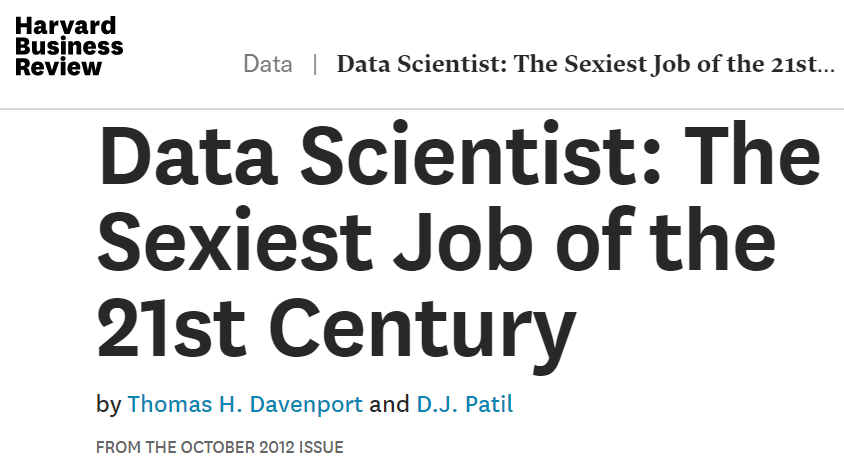 Harvard
Business
Review
Data | Data Scientist: The Sexiest Job of the 21st...
Data Scientist: The
Sexiest Job of the
21st Century
by Thomas H. Davenport and D.J. Patil
FROM THE OCTOBER 2012 ISSUE